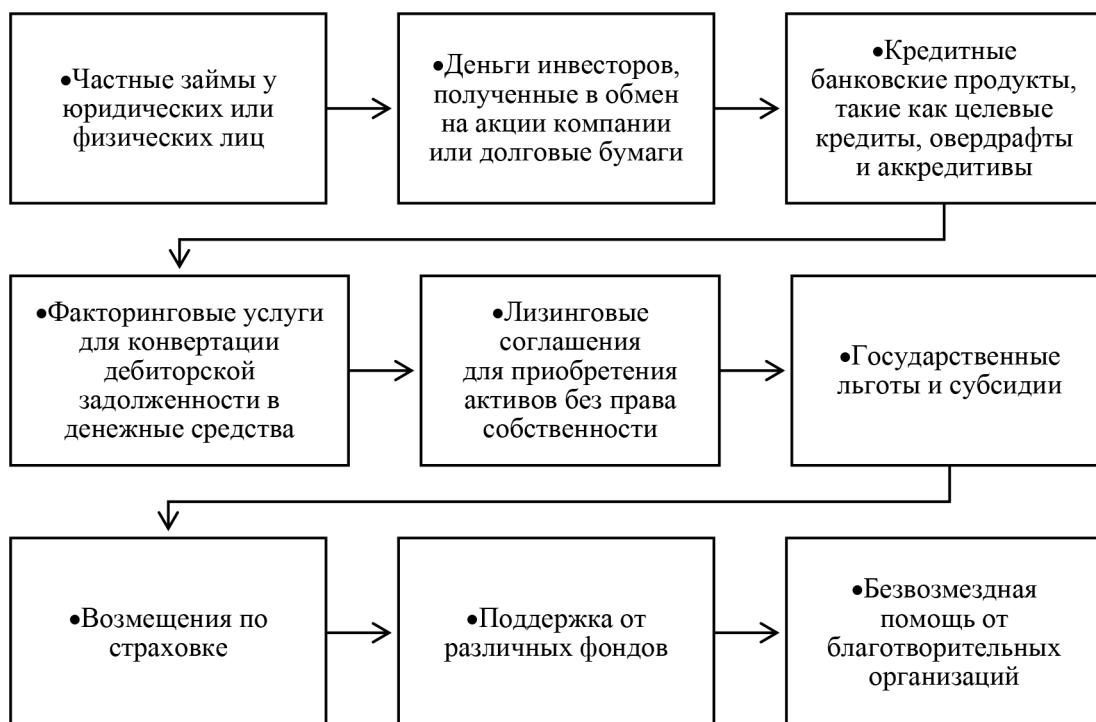 •Частные займы у
юридических или
физических лиц
•Деньги инвесторов,
полученные в обмен
на акции компании
или долговые бумаги
•Кредитные
банковские продукты,
такие как целевые
кредиты, овердрафты
и аккредитивы
•Факторинговые услуги
для конвертации
дебиторской
задолженности в
денежные средства
•Лизинговые
соглашения
для приобретения
активов без права
собственности
•Государственные
льготы и субсидии
•Возмещения по
страховке
•Поддержка от
различных фондов
•Безвозмездная
помощь от
благотворительных
организаций